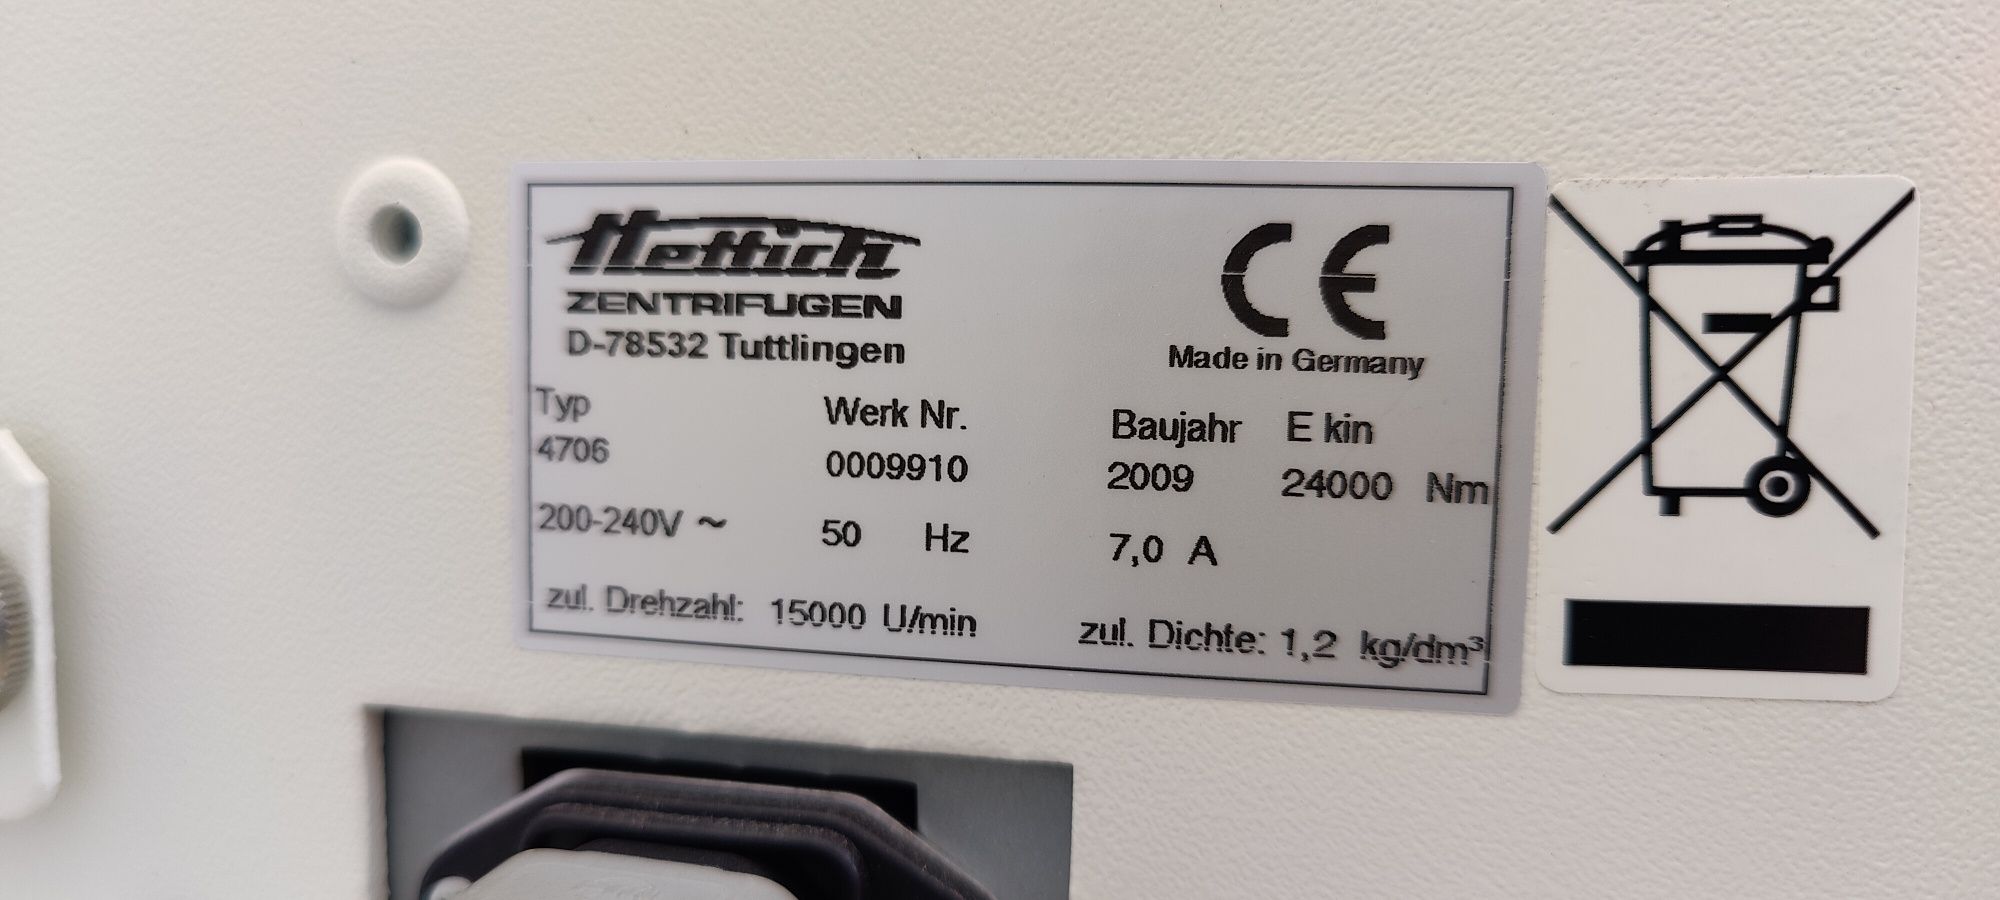 Hettich
ZENTRIFUGEN
D-78532 Tuttlingen
CE
Made in Germany
Typ Werk Nr. Baujahr E kin
4706 0009910 2009 24000 Nm
200-240V ~ 50 Hz 7,0 A
zul. Drehzahl: 15000 U/min zul. Dichte: 1,2 kg/dm³